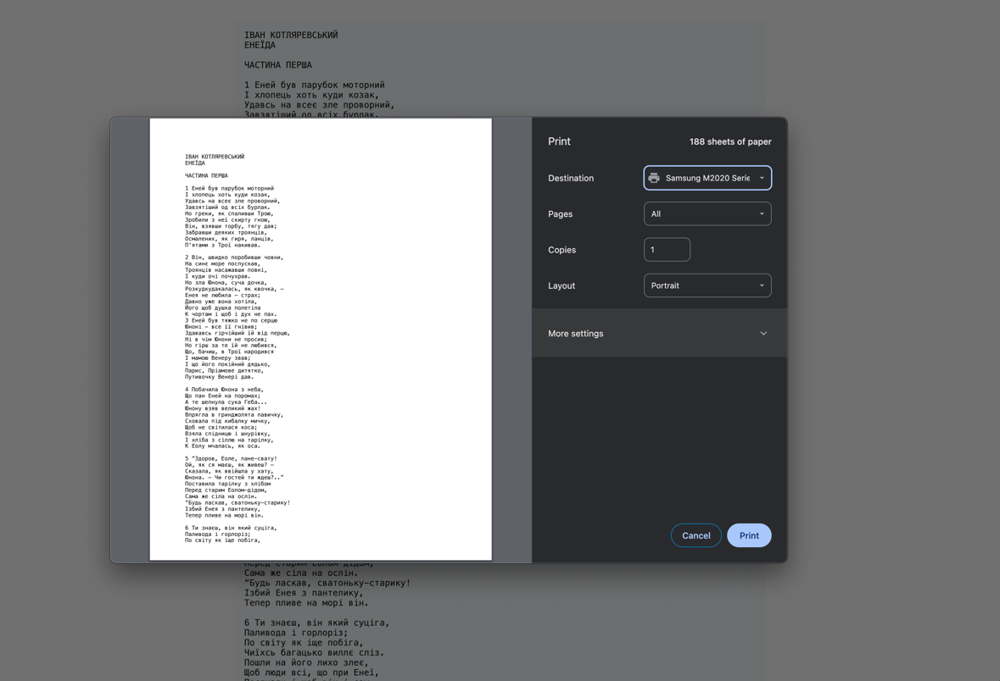 ІВАН КОТЛЯРЕВСЬКИЙ
ЕНЕЇДА
ЧАСТИНА ПЕРША
1 Еней був парубок моторний
І хлопець хоть куди козак,
Удавсь на всеє зле проворний,
Завзятіший од всіх бурлак.
ІВАН КОТЛЯРЕВСЬКИЙ
ЕНЕЇДА
ЧАСТИНА ПЕРША
1 Еней був парубок моторний
І хлопець хоть куди козак,
Удавсь на всеє зле проворний,
Завзятіший од всіх бурлак.
Но греки, як спаливши Трою,
Зробили з неї скирту гною,
Він, взявши торбу, тягу дав;
Забравши деяких троянців,
Осмалених, як гиря, ланців,
П'ятами з Трої накивав.
2 Він, швидко поробивши човни,
На синє море поспускав,
Троянців насажавши повні,
І куди очі почухрав.
Но зла Юнона, суча дочка,
Розкудкудакалась, як квочка, –
Енея не любила – страх;
Давно уже вона хотіла,
Його щоб душка полетіла
К чортам і щоб і дух не пах.
3 Еней був тяжко не по серцю
Юноні – все її гнівив;
Здававсь гірчійший їй від перцю,
Ні в чім Юнони не просив;
Но гірш за те їй не любився,
Що, бачиш, в Трої народився
І мамою Венеру звав;
І що його покійний дядько,
Парис, Пріамове дитятко,
Путивочку Венері дав.
4 Побачила Юнона з неба,
Що пан Еней на поромах;
А те шепнула сука Геба...
Юнону взяв великий жах!
Впрягла в гринджолята павичку,
Сховала під кибалку мичку,
Щоб не світилася коса;
Взяла спідницю і шнурівку,
І хліба з сіллю на тарілку,
К Еолу мчалась, як оса.
5 "Здоров, Еоле, пане-свату!
Ой, як ся маєш, як живеш? –
Сказала, як ввійшла у хату,
Юнона. – Чи гостей ти ждеш?.."
Поставила тарілку з хлібом
Перед старим Еолом-дідом,
Сама же сіла на ослін.
"Будь ласкав, сватоньку-старику!
Ізбий Енея з пантелику,
Тепер пливе на морі він.
6 Ти знаєш, він який суціга,
Паливода і горлоріз;
По світу як іще побіга,
Print
188 sheets of paper
Destination
Samsung M2020 Serie
Pages
All
Copies
1
Layout
Portrait
More settings
Cancel
Print
Перед старим Еолом-дідом,
Сама же сіла на ослін.
"Будь ласкав, сватоньку-старику!
Ізбий Енея з пантелику,
Тепер пливе на морі він.
6 Ти знаєш, він який суціга,
Паливода і горлоріз;
По світу як іще побіга,
Чиїхсь багацько виллє сліз.
Пошли на його лихо злеє,
Щоб люди всі, що при Енеї,